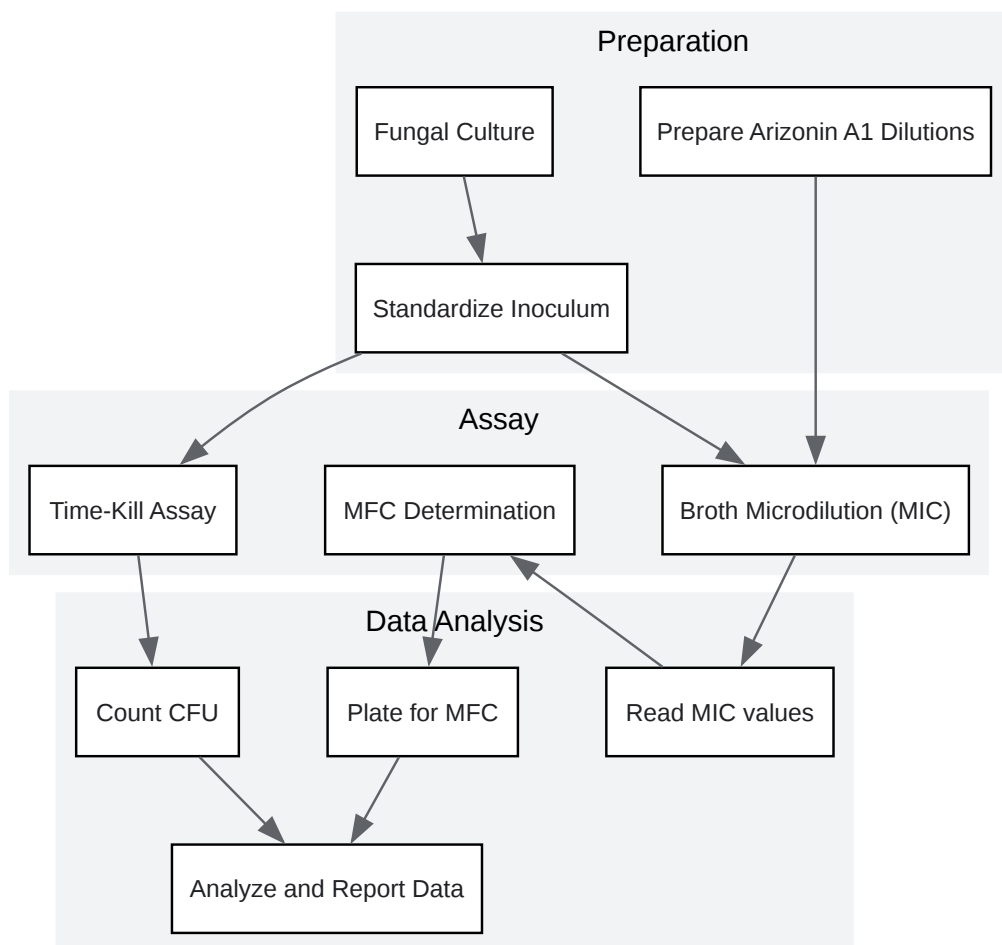 Preparation
Fungal Culture
Prepare Arizonin A1 Dilutions
Standardize Inoculum
Assay
Time-Kill Assay
MFC Determination
Broth Microdilution (MIC)
Data Analysis
Count CFU
Plate for MFC
Read MIC values
Analyze and Report Data